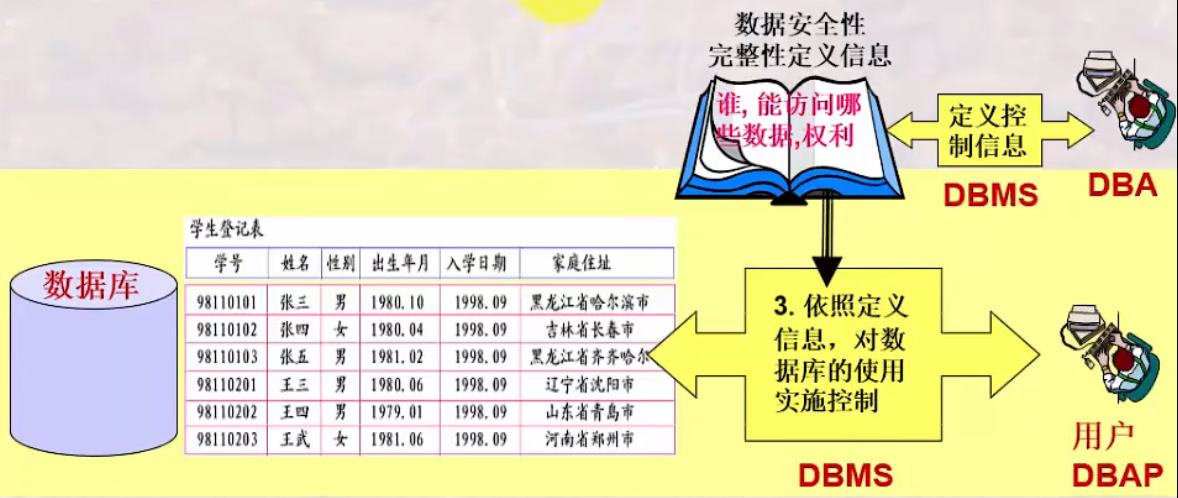 数据安全性
完整性定义信息
谁, 能访问哪
些数据,权利
定义控
制信息
DBMS
DBA
学生登记表
学号 姓名 性别 出生年月 入学日期 家庭住址
98110101 张三 男 1980.10 1998.09 黑龙江省哈尔滨市
98110102 张四 女 1980.04 1998.09 吉林省长春市
98110103 张五 男 1981.02 1998.09 黑龙江省齐齐哈尔
98110201 王三 男 1980.06 1998.09 辽宁省沈阳市
98110202 王四 男 1979.01 1998.09 山东省青岛市
98110203 王武 女 1981.06 1998.09 河南省郑州市
数据库
3. 依照定义
信息，对数
据库的使用
实施控制
DBMS
用户
DBAP